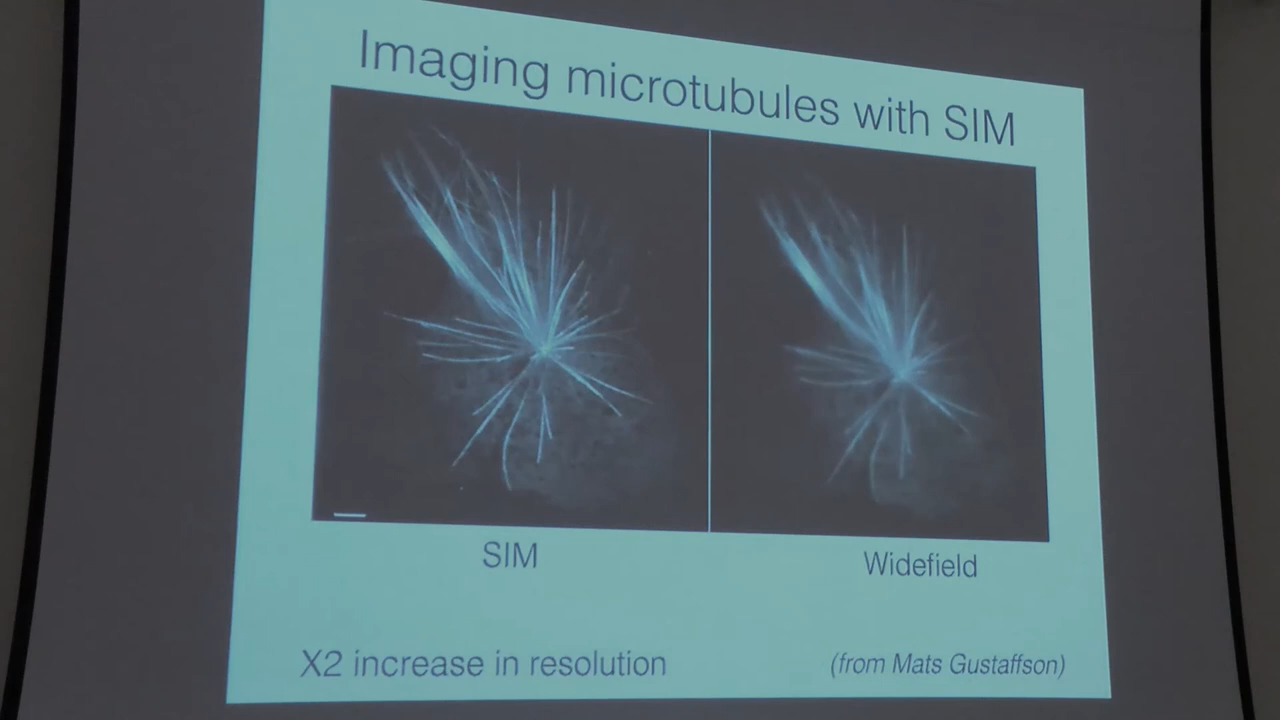 Imaging microtubules with SIM
SIM
Widefield
X2 increase in resolution
(from Mats Gustaffson)